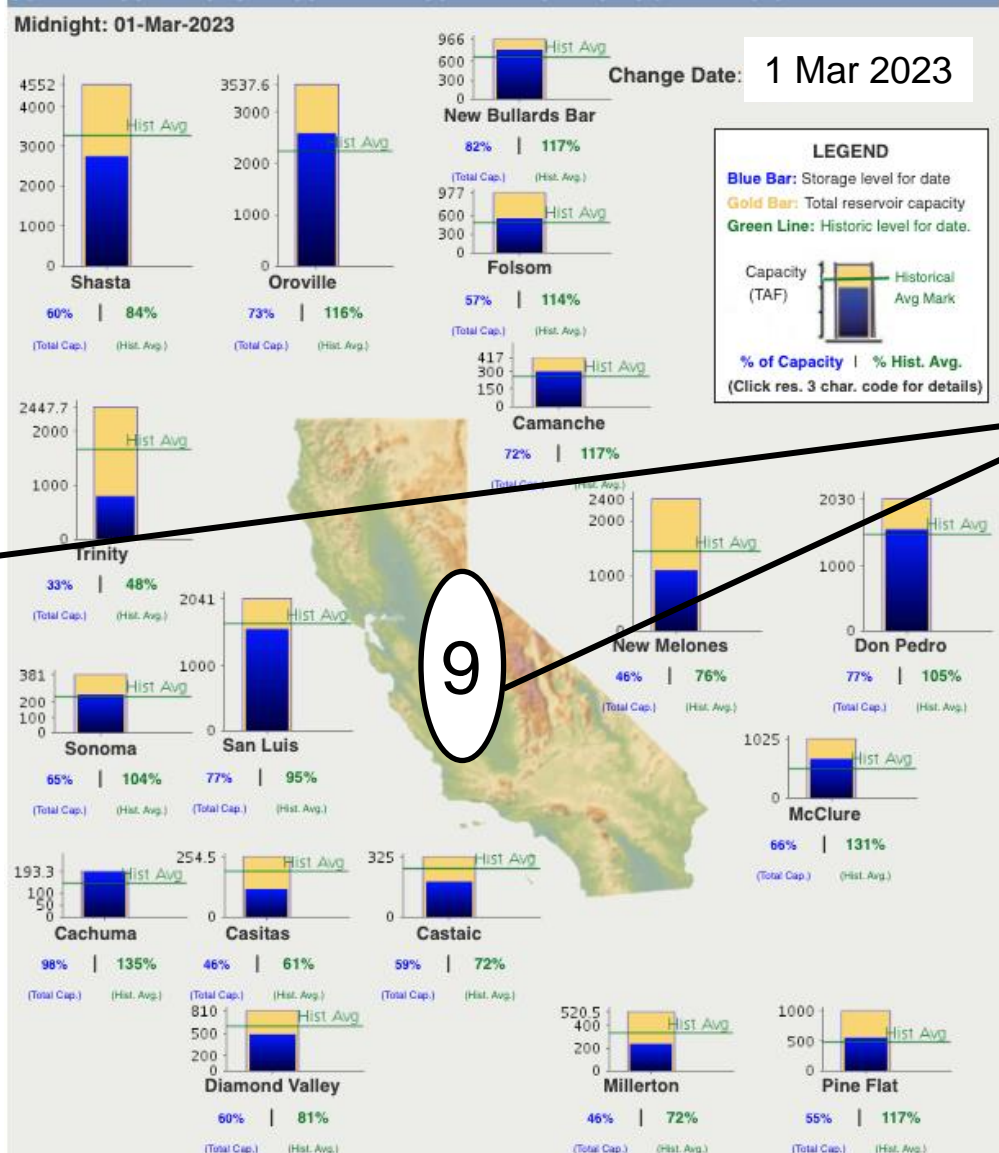 Midnight: 01-Mar-2023
Change Date: 1 Mar 2023
4552
4000
3000
2000
1000
0
Hist Avg
Shasta
60% | 84%
(Total Cap.) (Hist. Avg.)
3537.6
3000
2000
1000
0
Hist Avg
Oroville
73% | 116%
(Total Cap.) (Hist. Avg.)
966
600
300
0
Hist Avg
New Bullards Bar
82% | 117%
(Total Cap.) (Hist. Avg.)
977
600
300
0
Hist Avg
Folsom
57% | 114%
(Total Cap.) (Hist. Avg.)
LEGEND
Blue Bar: Storage level for date
Gold Bar: Total reservoir capacity
Green Line: Historic level for date.
Capacity
(TAF)
Historical
Avg Mark
% of Capacity | % Hist. Avg.
(Click res. 3 char. code for details)
417
300
150
0
Hist Avg
Camanche
72% | 117%
(Total Cap.) (Hist. Avg.)
2447.7
2000
1000
0
Hist Avg
Trinity
33% | 48%
(Total Cap.) (Hist. Avg.)
2400
2000
1000
0
Hist Avg
New Melones
46% | 76%
(Total Cap.) (Hist. Avg.)
2030
1000
0
Hist Avg
Don Pedro
77% | 105%
(Total Cap.) (Hist. Avg.)
381
200
100
0
Hist Avg
Sonoma
65% | 104%
(Total Cap.) (Hist. Avg.)
2041
1000
0
Hist Avg
San Luis
77% | 95%
(Total Cap.) (Hist. Avg.)
9
1025
0
Hist Avg
McClure
66% | 131%
(Total Cap.) (Hist. Avg.)
193.3
100
50
0
Hist Avg
Cachuma
98% | 135%
(Total Cap.) (Hist. Avg.)
254.5
0
Hist Avg
Casitas
46% | 61%
(Total Cap.) (Hist. Avg.)
325
0
Hist Avg
Castaic
59% | 72%
(Total Cap.) (Hist. Avg.)
810
500
200
0
Hist Avg
Diamond Valley
60% | 81%
(Total Cap.) (Hist. Avg.)
520.5
400
200
0
Hist Avg
Millerton
46% | 72%
(Total Cap.) (Hist. Avg.)
1000
500
0
Hist Avg
Pine Flat
55% | 117%
(Total Cap.) (Hist. Avg.)